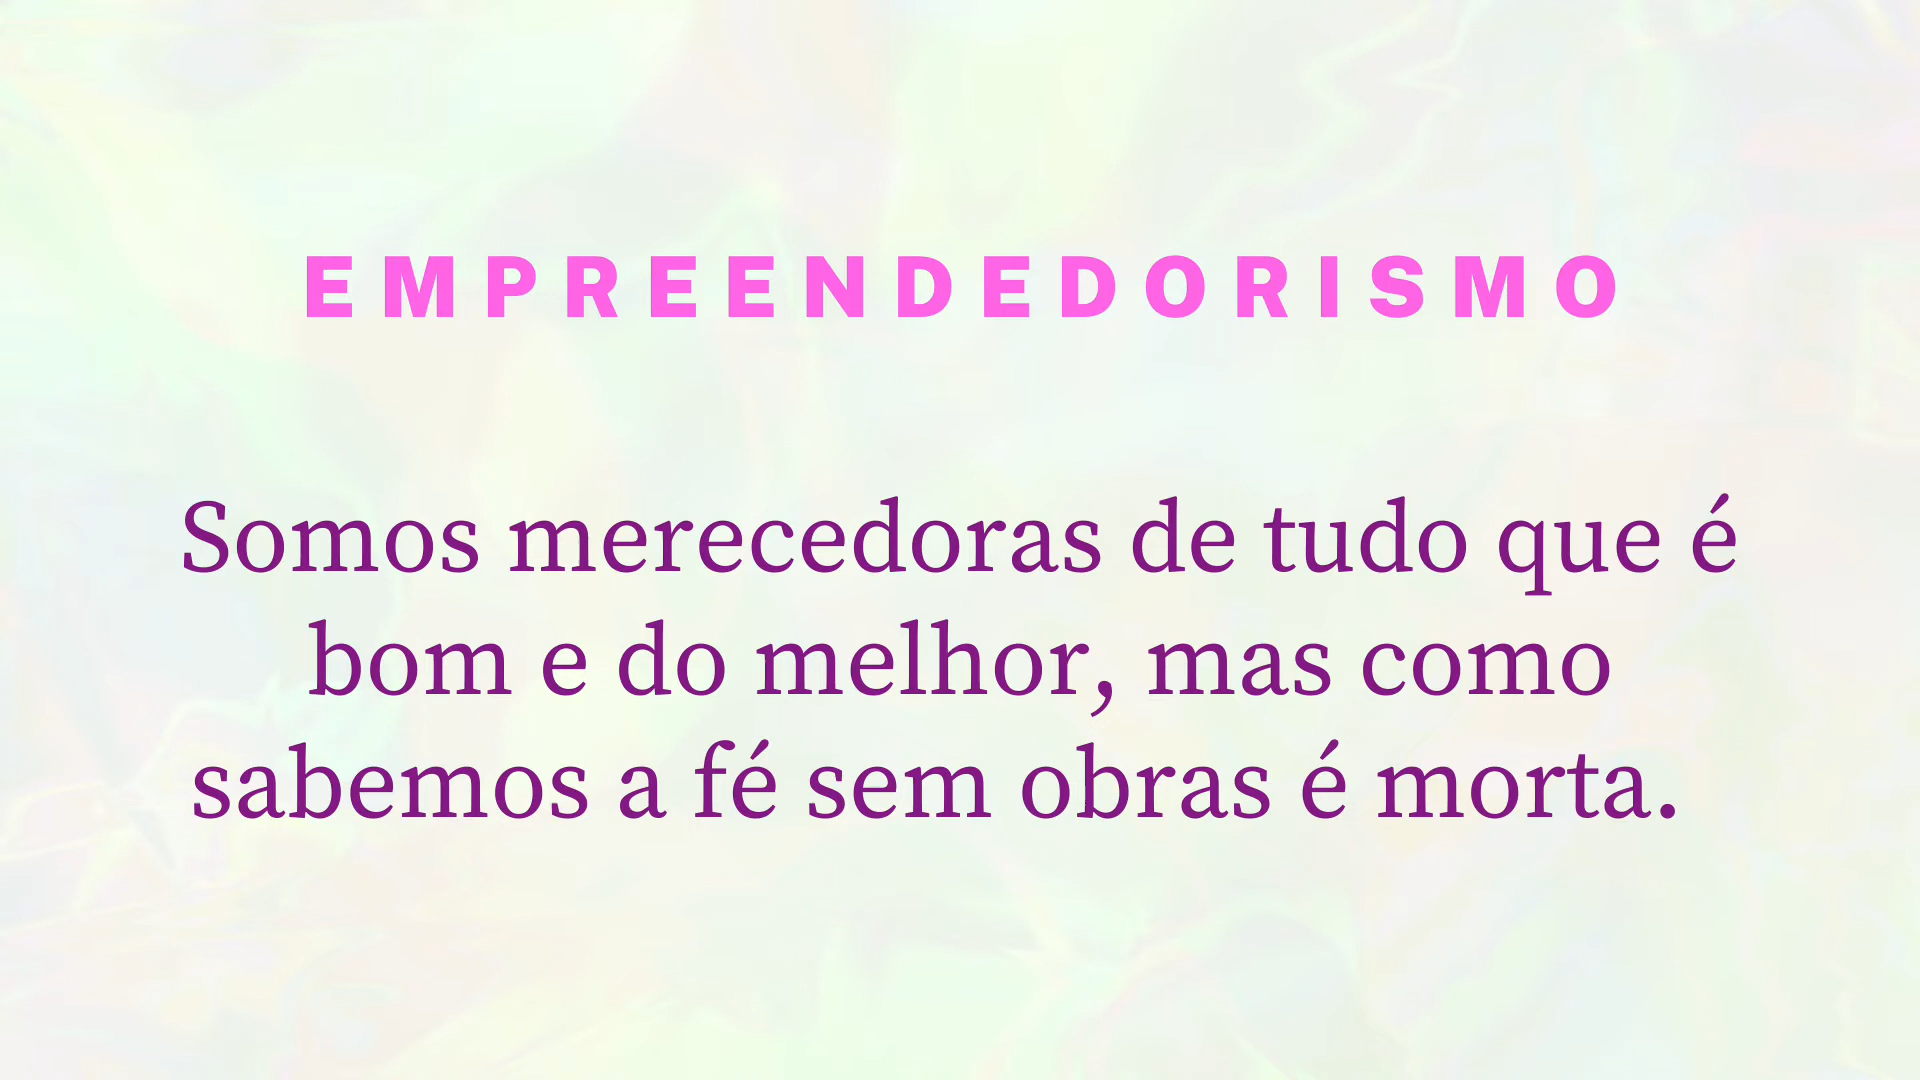 EMPREENDEDORISMO
Somos merecedoras de tudo que é
bom e do melhor, mas como
sabemos a fé sem obras é morta.